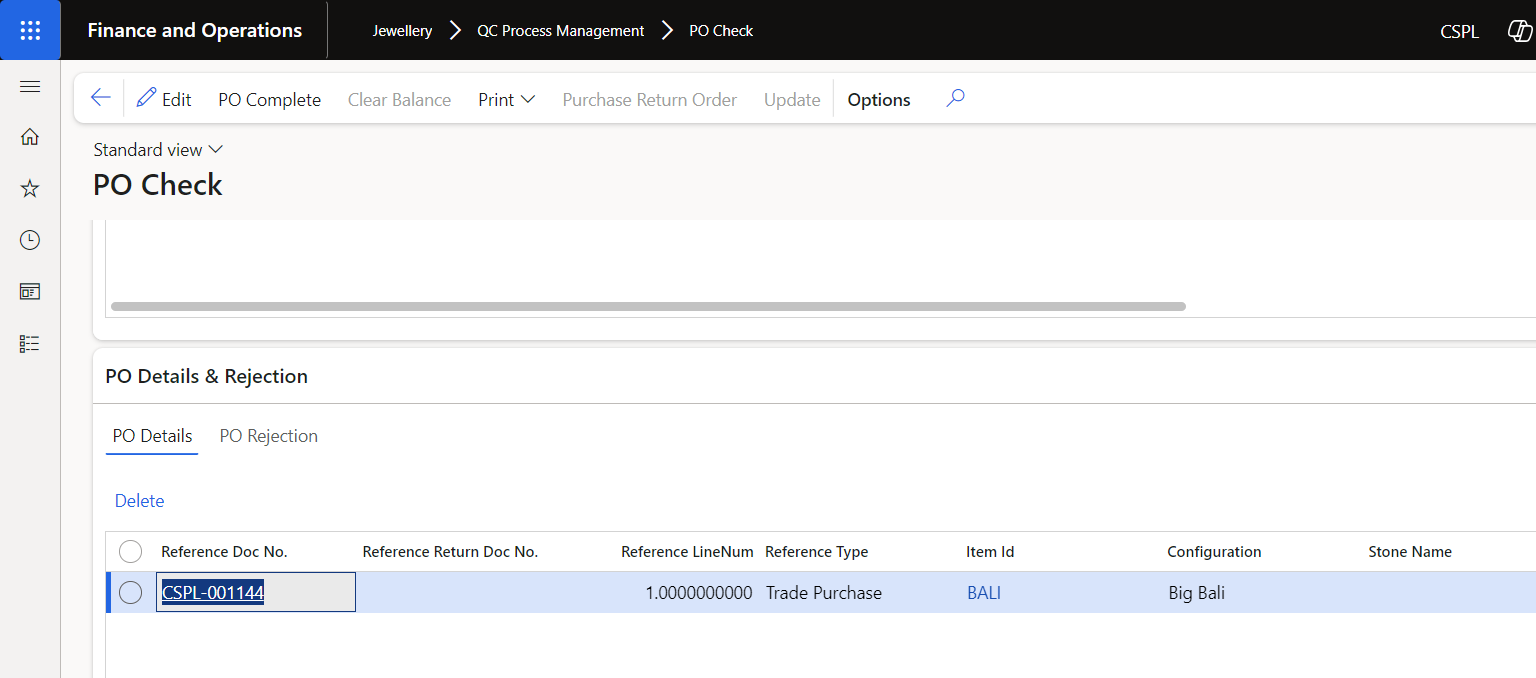 Finance and Operations Jewellery QC Process Management PO Check CSPL
Edit PO Complete Clear Balance Print Purchase Return Order Update Options
Standard view
PO Check
PO Details & Rejection
PO Details PO Rejection
Delete
Reference Doc No. Reference Return Doc No. Reference LineNum Reference Type Item Id Configuration Stone Name
CSPL-001144 1.0000000000 Trade Purchase BALI Big Bali